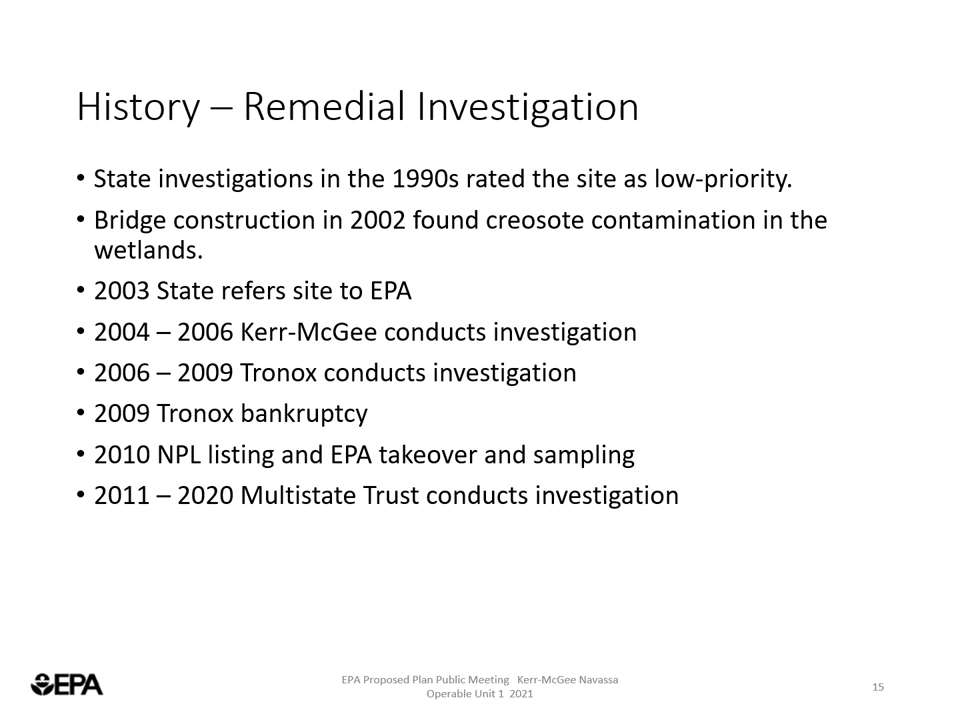 History – Remedial Investigation
• State investigations in the 1990s rated the site as low-priority.
• Bridge construction in 2002 found creosote contamination in the
wetlands.
• 2003 State refers site to EPA
• 2004 – 2006 Kerr-McGee conducts investigation
• 2006 – 2009 Tronox conducts investigation
• 2009 Tronox bankruptcy
• 2010 NPL listing and EPA takeover and sampling
• 2011 – 2020 Multistate Trust conducts investigation
EPA
EPA Proposed Plan Public Meeting Kerr-McGee Navassa
Operable Unit 1 2021
15